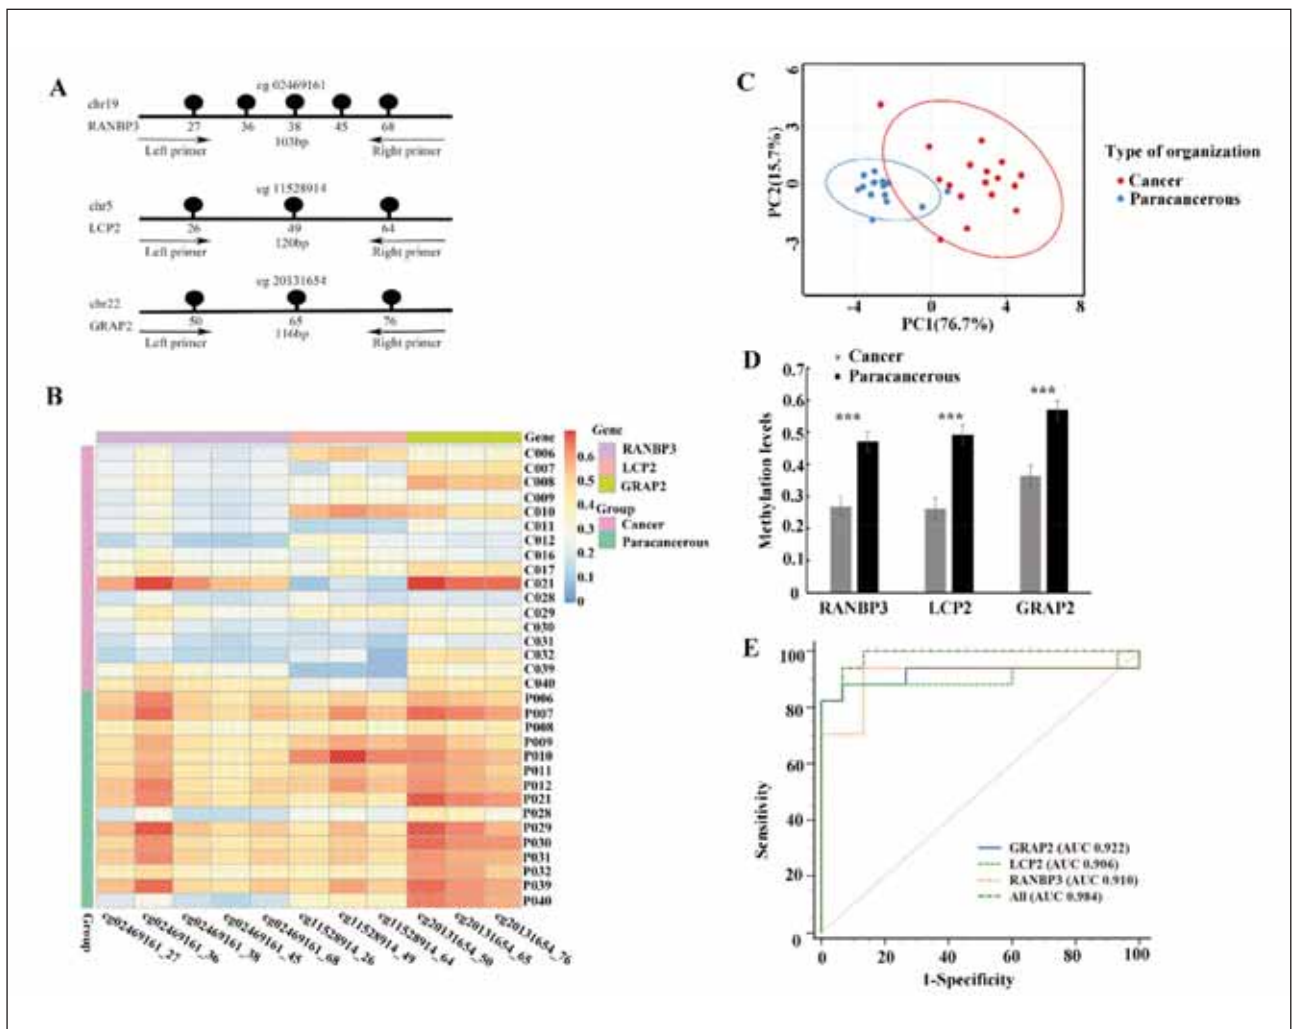 A
cg 02469161
chr19
RANBP3
27 36 38 45 68
103bp
Left primer
Right primer
cg 11528914
chr5
LCP2
26 49 64
120bp
Left primer
Right primer
cg 20131654
chr22
GRAP2
50 65 76
116bp
Left primer
Right primer
B
Gene
C006
C007
C008
C009
C010
C011
C012
C016
C017
C021
C028
C029
C030
C031
C032
C039
C040
P006
P007
P008
P009
P010
P011
P012
P021
P028
P029
P030
P031
P032
P039
P040
Group
cg02469161_27
cg02469161_36
cg02469161_38
cg02469161_45
cg02469161_68
cg11528914_26
cg11528914_49
cg11528914_64
cg20131654_50
cg20131654_65
cg20131654_76
0.6
0.5
0.4
0.3
0.2
0.1
0
Gene
RANBP3
LCP2
GRAP2
Group
Cancer
Paracancerous
C
PC2(15.7%)
6
3
0
-3
-4 0 4 8
PC1(76.7%)
Type of organization
Cancer
Paracancerous
D
Cancer
Paracancerous
Methylation levels
0.7
0.6
0.5
0.4
0.3
0.2
0.1
0
***
***
***
RANBP3 LCP2 GRAP2
E
Sensitivity
100
80
60
40
20
0
GRAP2 (AUC 0.922)
LCP2 (AUC 0.906)
RANBP3 (AUC 0.910)
All (AUC 0.984)
0 20 40 60 80 100
1-Specificity